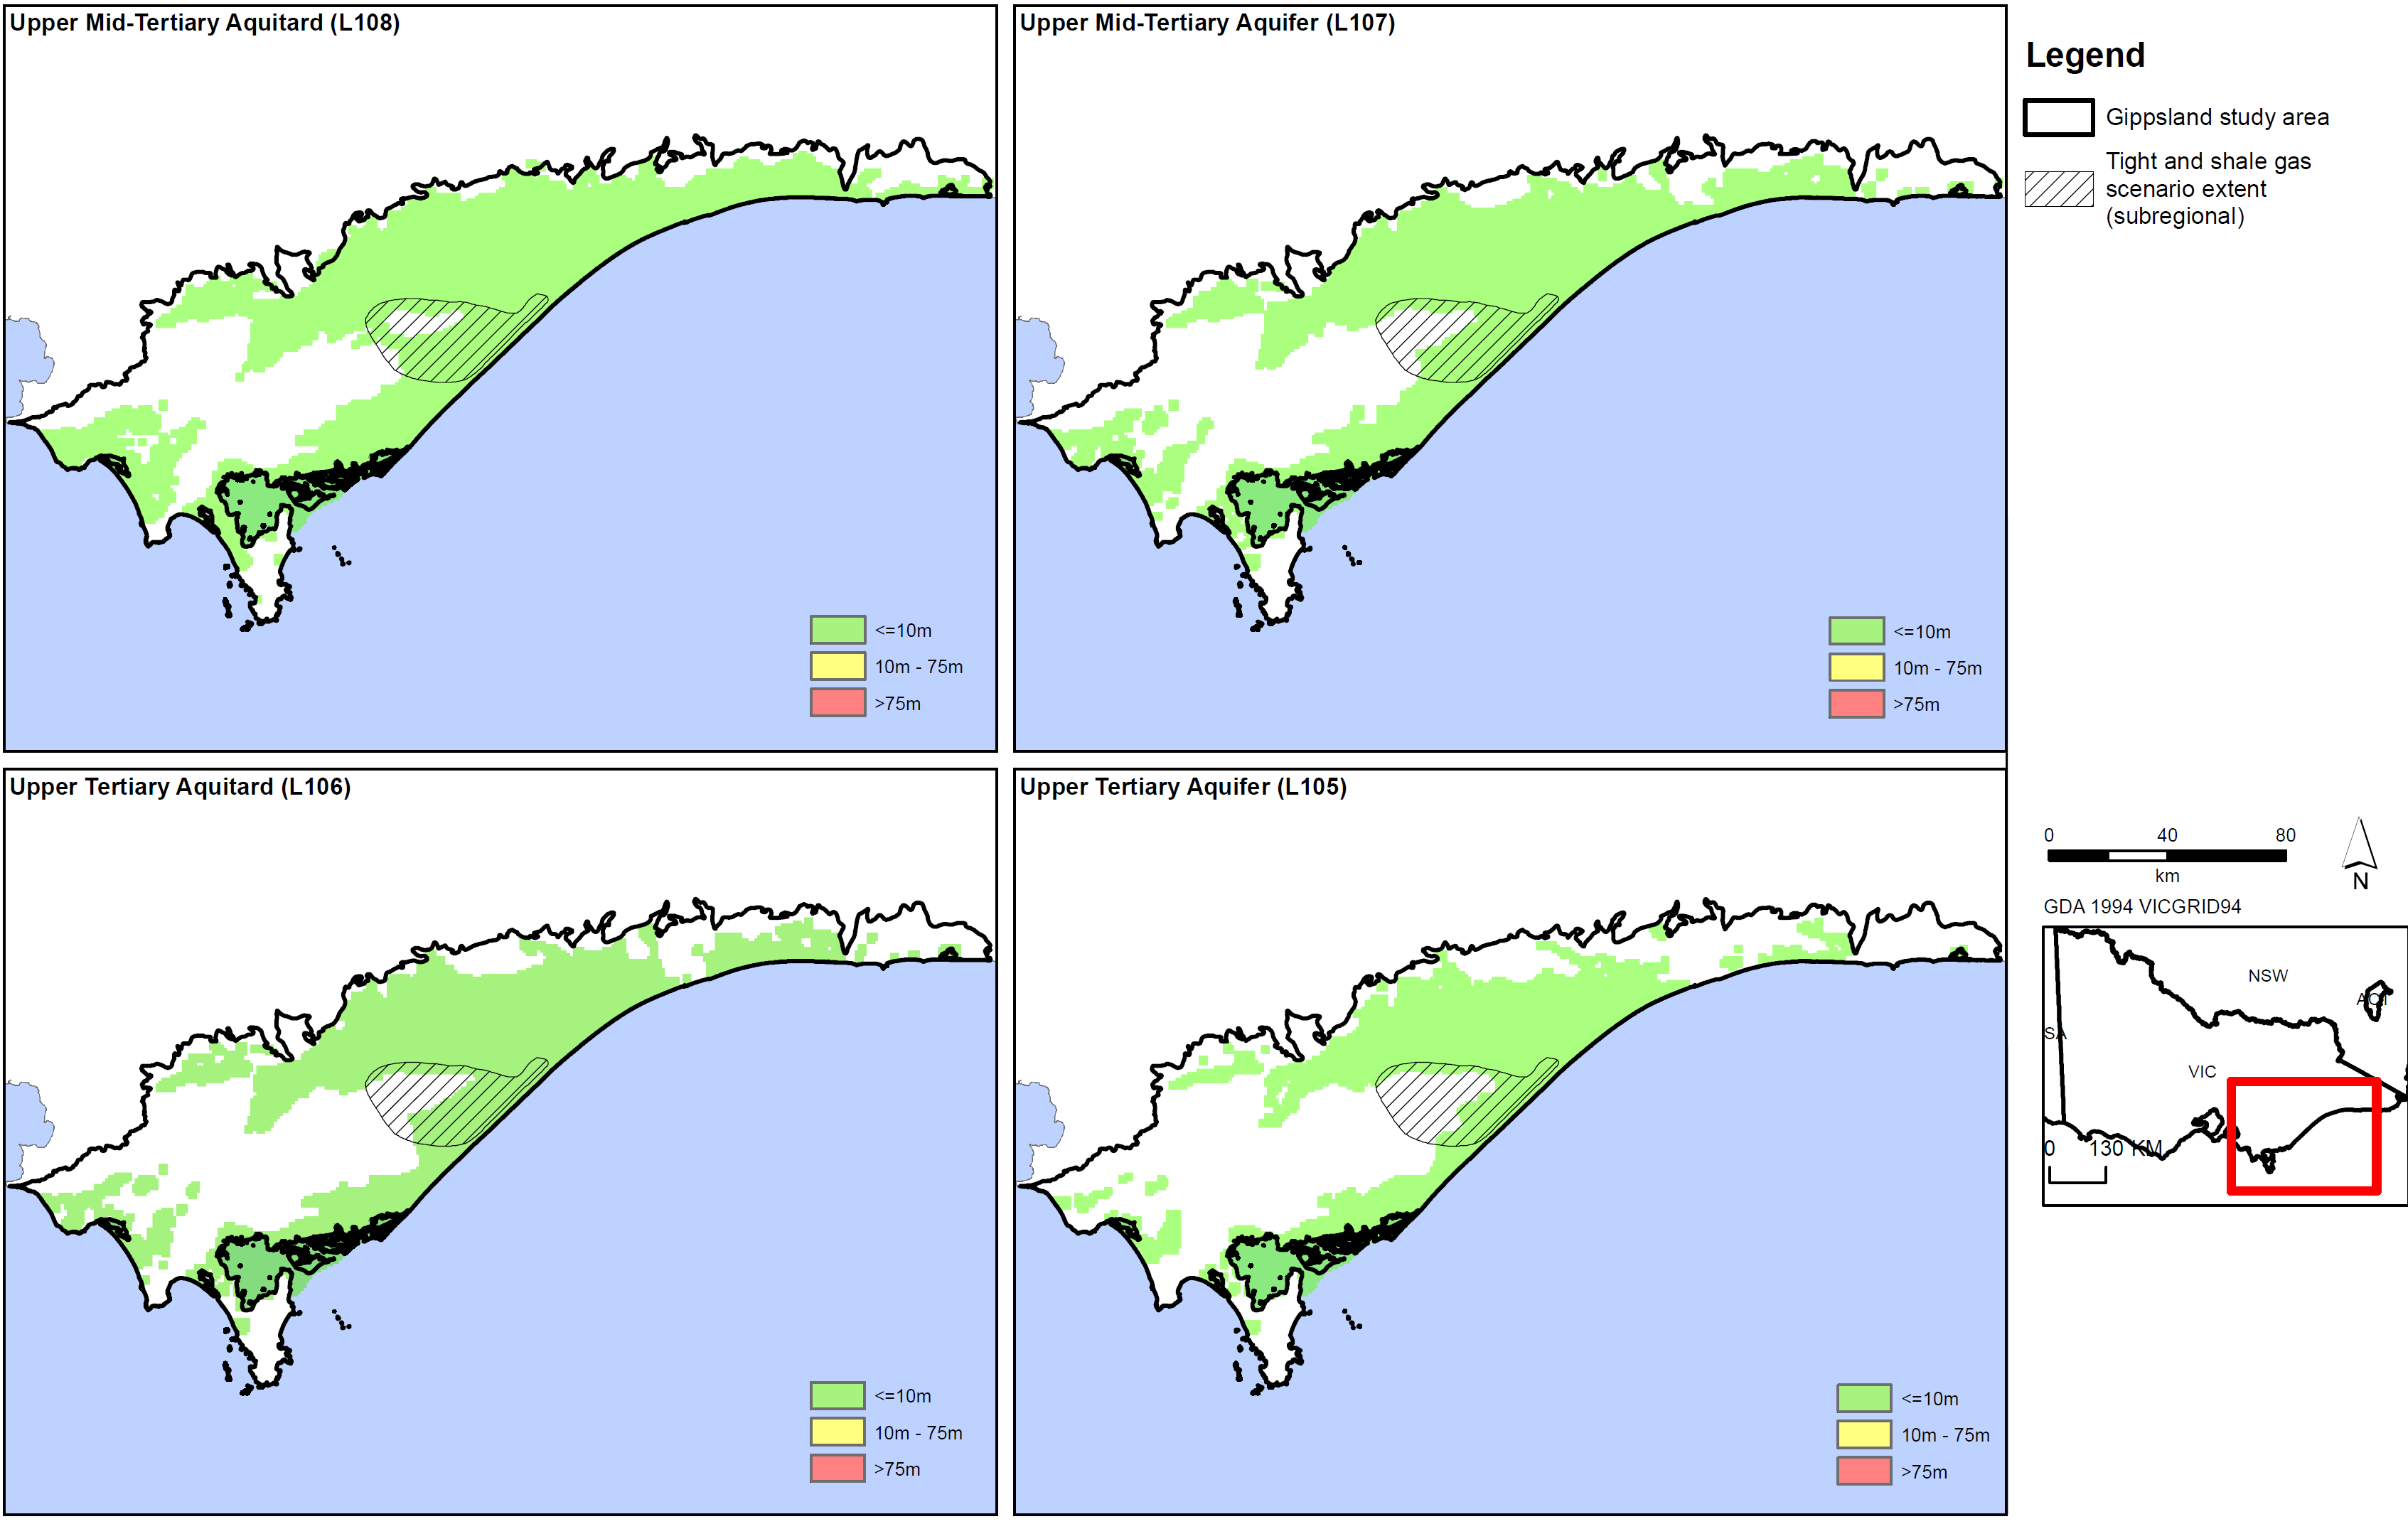 Upper Mid-Tertiary Aquitard (L108)
<=10m
10m - 75m
>75m
Upper Mid-Tertiary Aquifer (L107)
<=10m
10m - 75m
>75m
Legend
Gippsland study area
Tight and shale gas
scenario extent
(subregional)
Upper Tertiary Aquitard (L106)
<=10m
10m - 75m
>75m
Upper Tertiary Aquifer (L105)
<=10m
10m - 75m
>75m
0 40 80
km
N
GDA 1994 VICGRID94
NSW
ACT
SA
VIC
0 130 KM